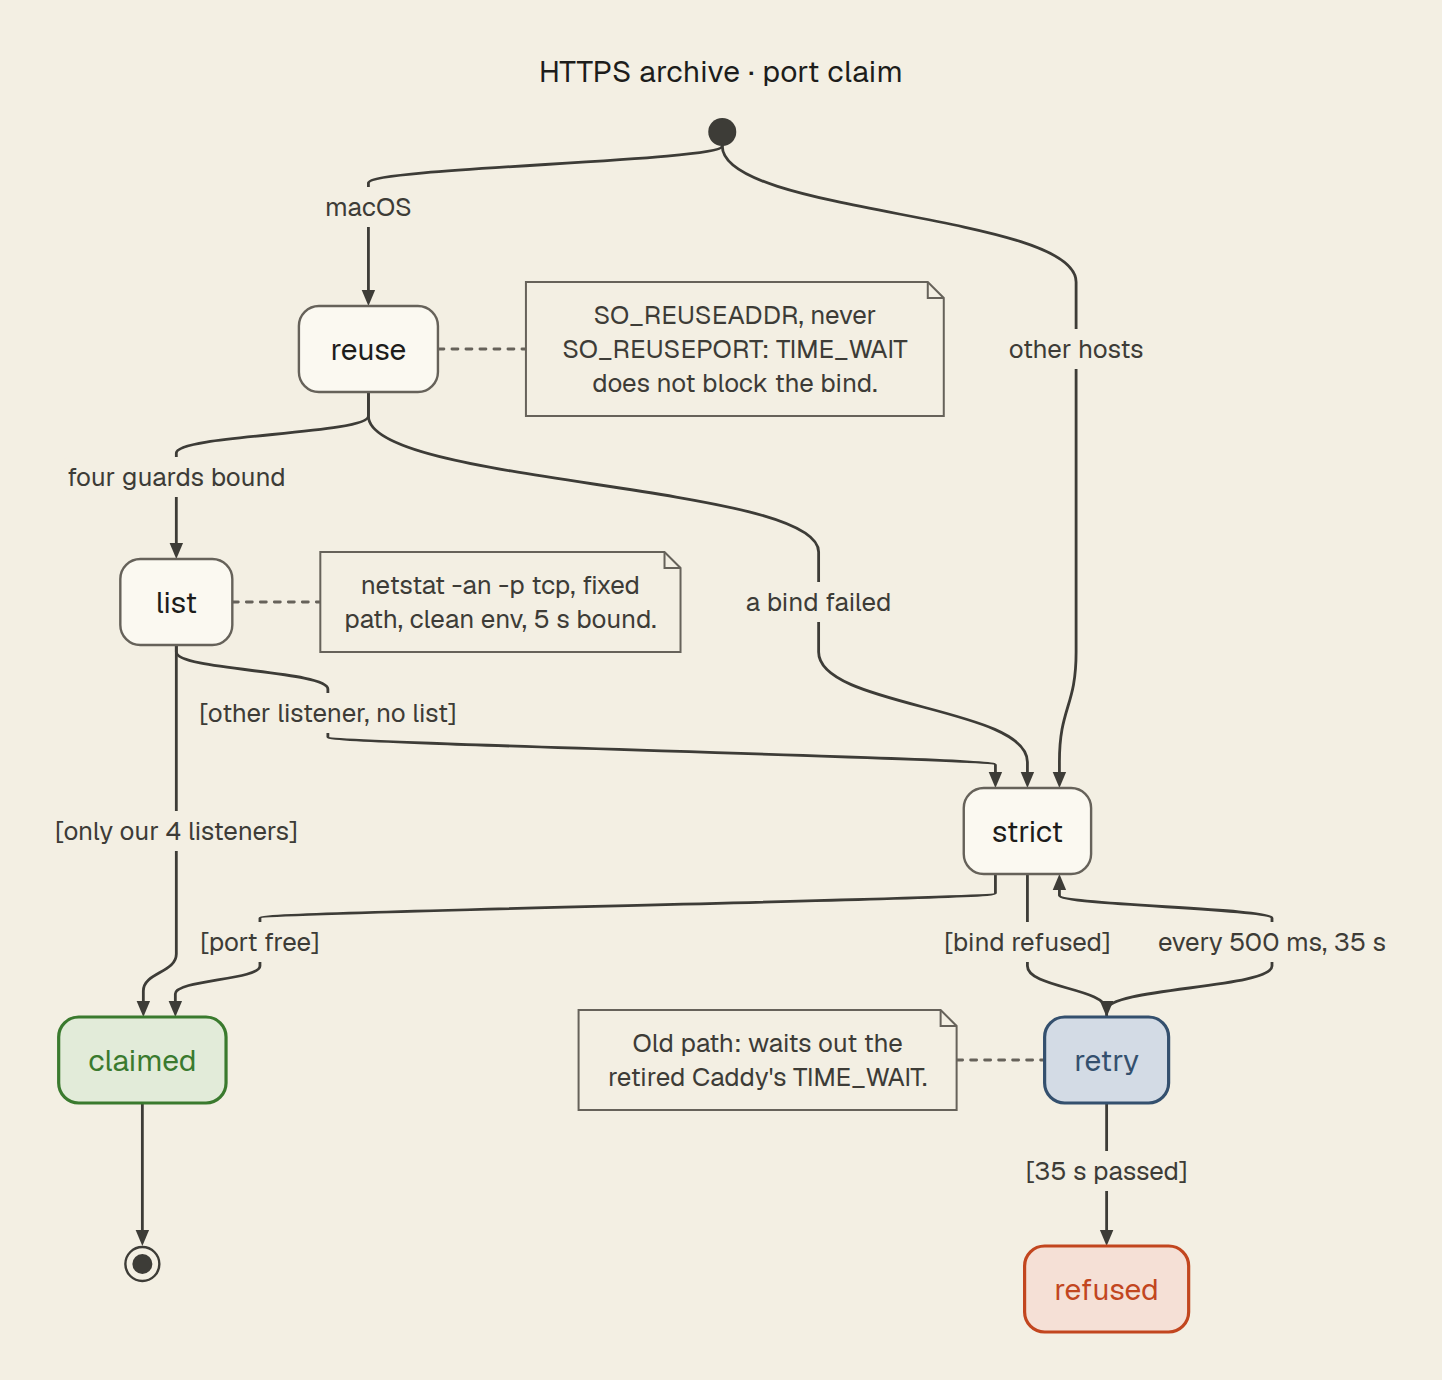 HTTPS archive · port claim
macOS
reuse
SO_REUSEADDR, never
SO_REUSEPORT: TIME_WAIT
does not block the bind.
other hosts
four guards bound
list
netstat -an -p tcp, fixed
path, clean env, 5 s bound.
a bind failed
[other listener, no list]
[only our 4 listeners]
strict
[port free]
[bind refused]
every 500 ms, 35 s
claimed
Old path: waits out the
retired Caddy's TIME_WAIT.
retry
[35 s passed]
refused